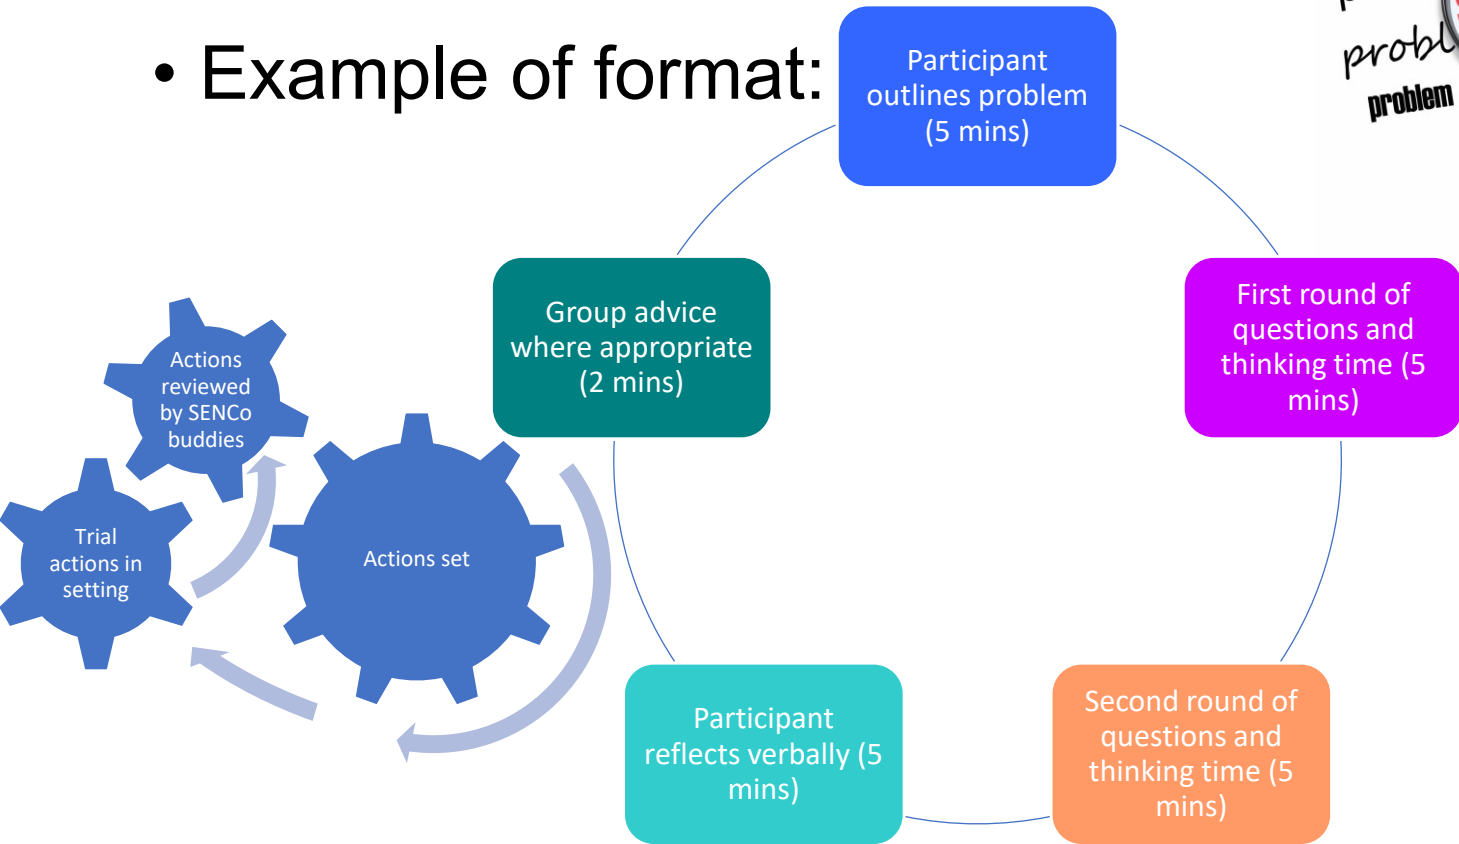 • Example of format:
Participant
outlines problem
(5 mins)
problem
First round of
questions and
thinking time (5
mins)
Second round of
questions and
thinking time (5
mins)
Participant
reflects verbally (5
mins)
Group advice
where appropriate
(2 mins)
Actions set
Trial
actions in
setting
Actions
reviewed
by SENCo
buddies